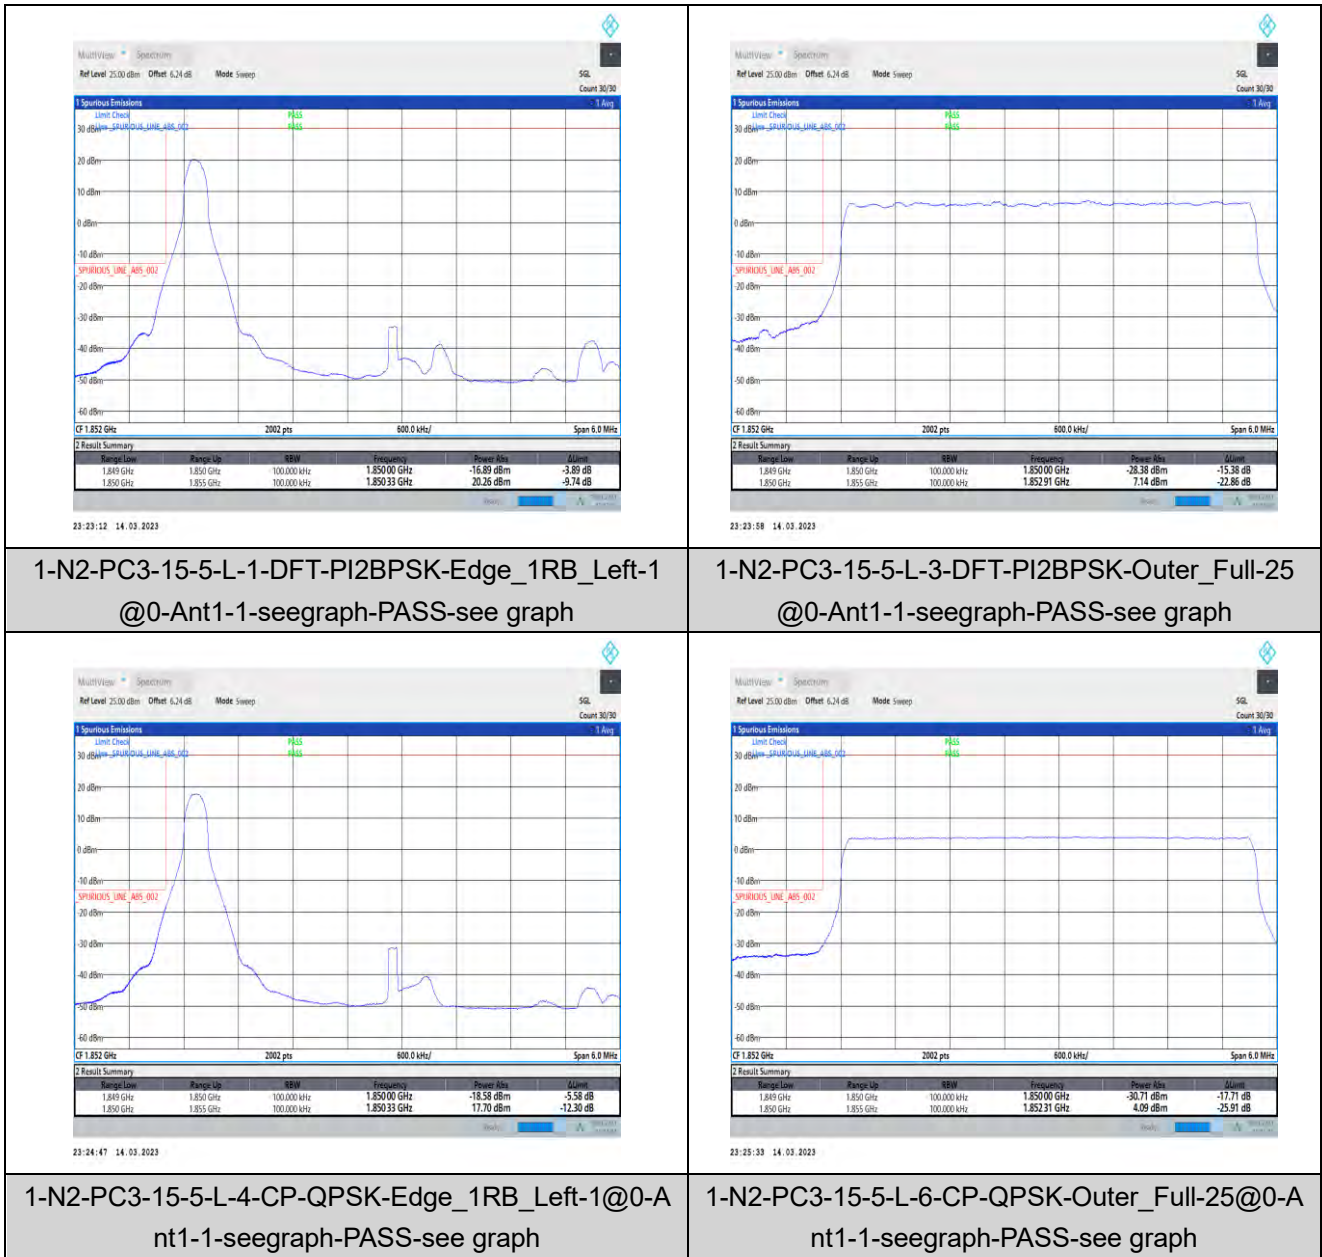 MultiView Spectrum
Ref Level 25.00 dBm Offset 6.24 dB Mode Sweep SGL
Count 30/30
1 Spurious Emissions 1 Avg
Limit Check PASS
30 dBm Line _SPURIOUS_LINE_ABS_002 PASS
20 dBm
10 dBm
0 dBm
-10 dBm
_SPURIOUS_LINE_ABS_002
-20 dBm
-30 dBm
-40 dBm
-50 dBm
-60 dBm
CF 1.852 GHz 2002 pts 600.0 kHz/ Span 6.0 MHz
2 Result Summary
Range Low Range Up RBW Frequency Power Abs ΔLimit
1.849 GHz 1.850 GHz 100.000 kHz 1.85000 GHz -16.89 dBm -3.89 dB
1.850 GHz 1.855 GHz 100.000 kHz 1.85033 GHz 20.26 dBm -9.74 dB
23:23:12 14.03.2023
1-N2-PC3-15-5-L-1-DFT-PI2BPSK-Edge_1RB_Left-1
@0-Ant1-1-seegraph-PASS-see graph
MultiView Spectrum
Ref Level 25.00 dBm Offset 6.24 dB Mode Sweep SGL
Count 30/30
1 Spurious Emissions 1 Avg
Limit Check PASS
30 dBm Line _SPURIOUS_LINE_ABS_002 PASS
20 dBm
10 dBm
0 dBm
-10 dBm
_SPURIOUS_LINE_ABS_002
-20 dBm
-30 dBm
-40 dBm
-50 dBm
-60 dBm
CF 1.852 GHz 2002 pts 600.0 kHz/ Span 6.0 MHz
2 Result Summary
Range Low Range Up RBW Frequency Power Abs ΔLimit
1.849 GHz 1.850 GHz 100.000 kHz 1.85000 GHz -28.38 dBm -15.38 dB
1.850 GHz 1.855 GHz 100.000 kHz 1.85291 GHz 7.14 dBm -22.86 dB
23:23:58 14.03.2023
1-N2-PC3-15-5-L-3-DFT-PI2BPSK-Outer_Full-25
@0-Ant1-1-seegraph-PASS-see graph
MultiView Spectrum
Ref Level 25.00 dBm Offset 6.24 dB Mode Sweep SGL
Count 30/30
1 Spurious Emissions 1 Avg
Limit Check PASS
30 dBm Line _SPURIOUS_LINE_ABS_002 PASS
20 dBm
10 dBm
0 dBm
-10 dBm
_SPURIOUS_LINE_ABS_002
-20 dBm
-30 dBm
-40 dBm
-50 dBm
-60 dBm
CF 1.852 GHz 2002 pts 600.0 kHz/ Span 6.0 MHz
2 Result Summary
Range Low Range Up RBW Frequency Power Abs ΔLimit
1.849 GHz 1.850 GHz 100.000 kHz 1.85000 GHz -18.58 dBm -5.58 dB
1.850 GHz 1.855 GHz 100.000 kHz 1.85033 GHz 17.70 dBm -12.30 dB
23:24:47 14.03.2023
1-N2-PC3-15-5-L-4-CP-QPSK-Edge_1RB_Left-1@0-A
nt1-1-seegraph-PASS-see graph
MultiView Spectrum
Ref Level 25.00 dBm Offset 6.24 dB Mode Sweep SGL
Count 30/30
1 Spurious Emissions 1 Avg
Limit Check PASS
30 dBm Line _SPURIOUS_LINE_ABS_002 PASS
20 dBm
10 dBm
0 dBm
-10 dBm
_SPURIOUS_LINE_ABS_002
-20 dBm
-30 dBm
-40 dBm
-50 dBm
-60 dBm
CF 1.852 GHz 2002 pts 600.0 kHz/ Span 6.0 MHz
2 Result Summary
Range Low Range Up RBW Frequency Power Abs ΔLimit
1.849 GHz 1.850 GHz 100.000 kHz 1.85000 GHz -30.71 dBm -17.71 dB
1.850 GHz 1.855 GHz 100.000 kHz 1.85231 GHz 4.09 dBm -25.91 dB
23:25:33 14.03.2023
1-N2-PC3-15-5-L-6-CP-QPSK-Outer_Full-25@0-A
nt1-1-seegraph-PASS-see graph